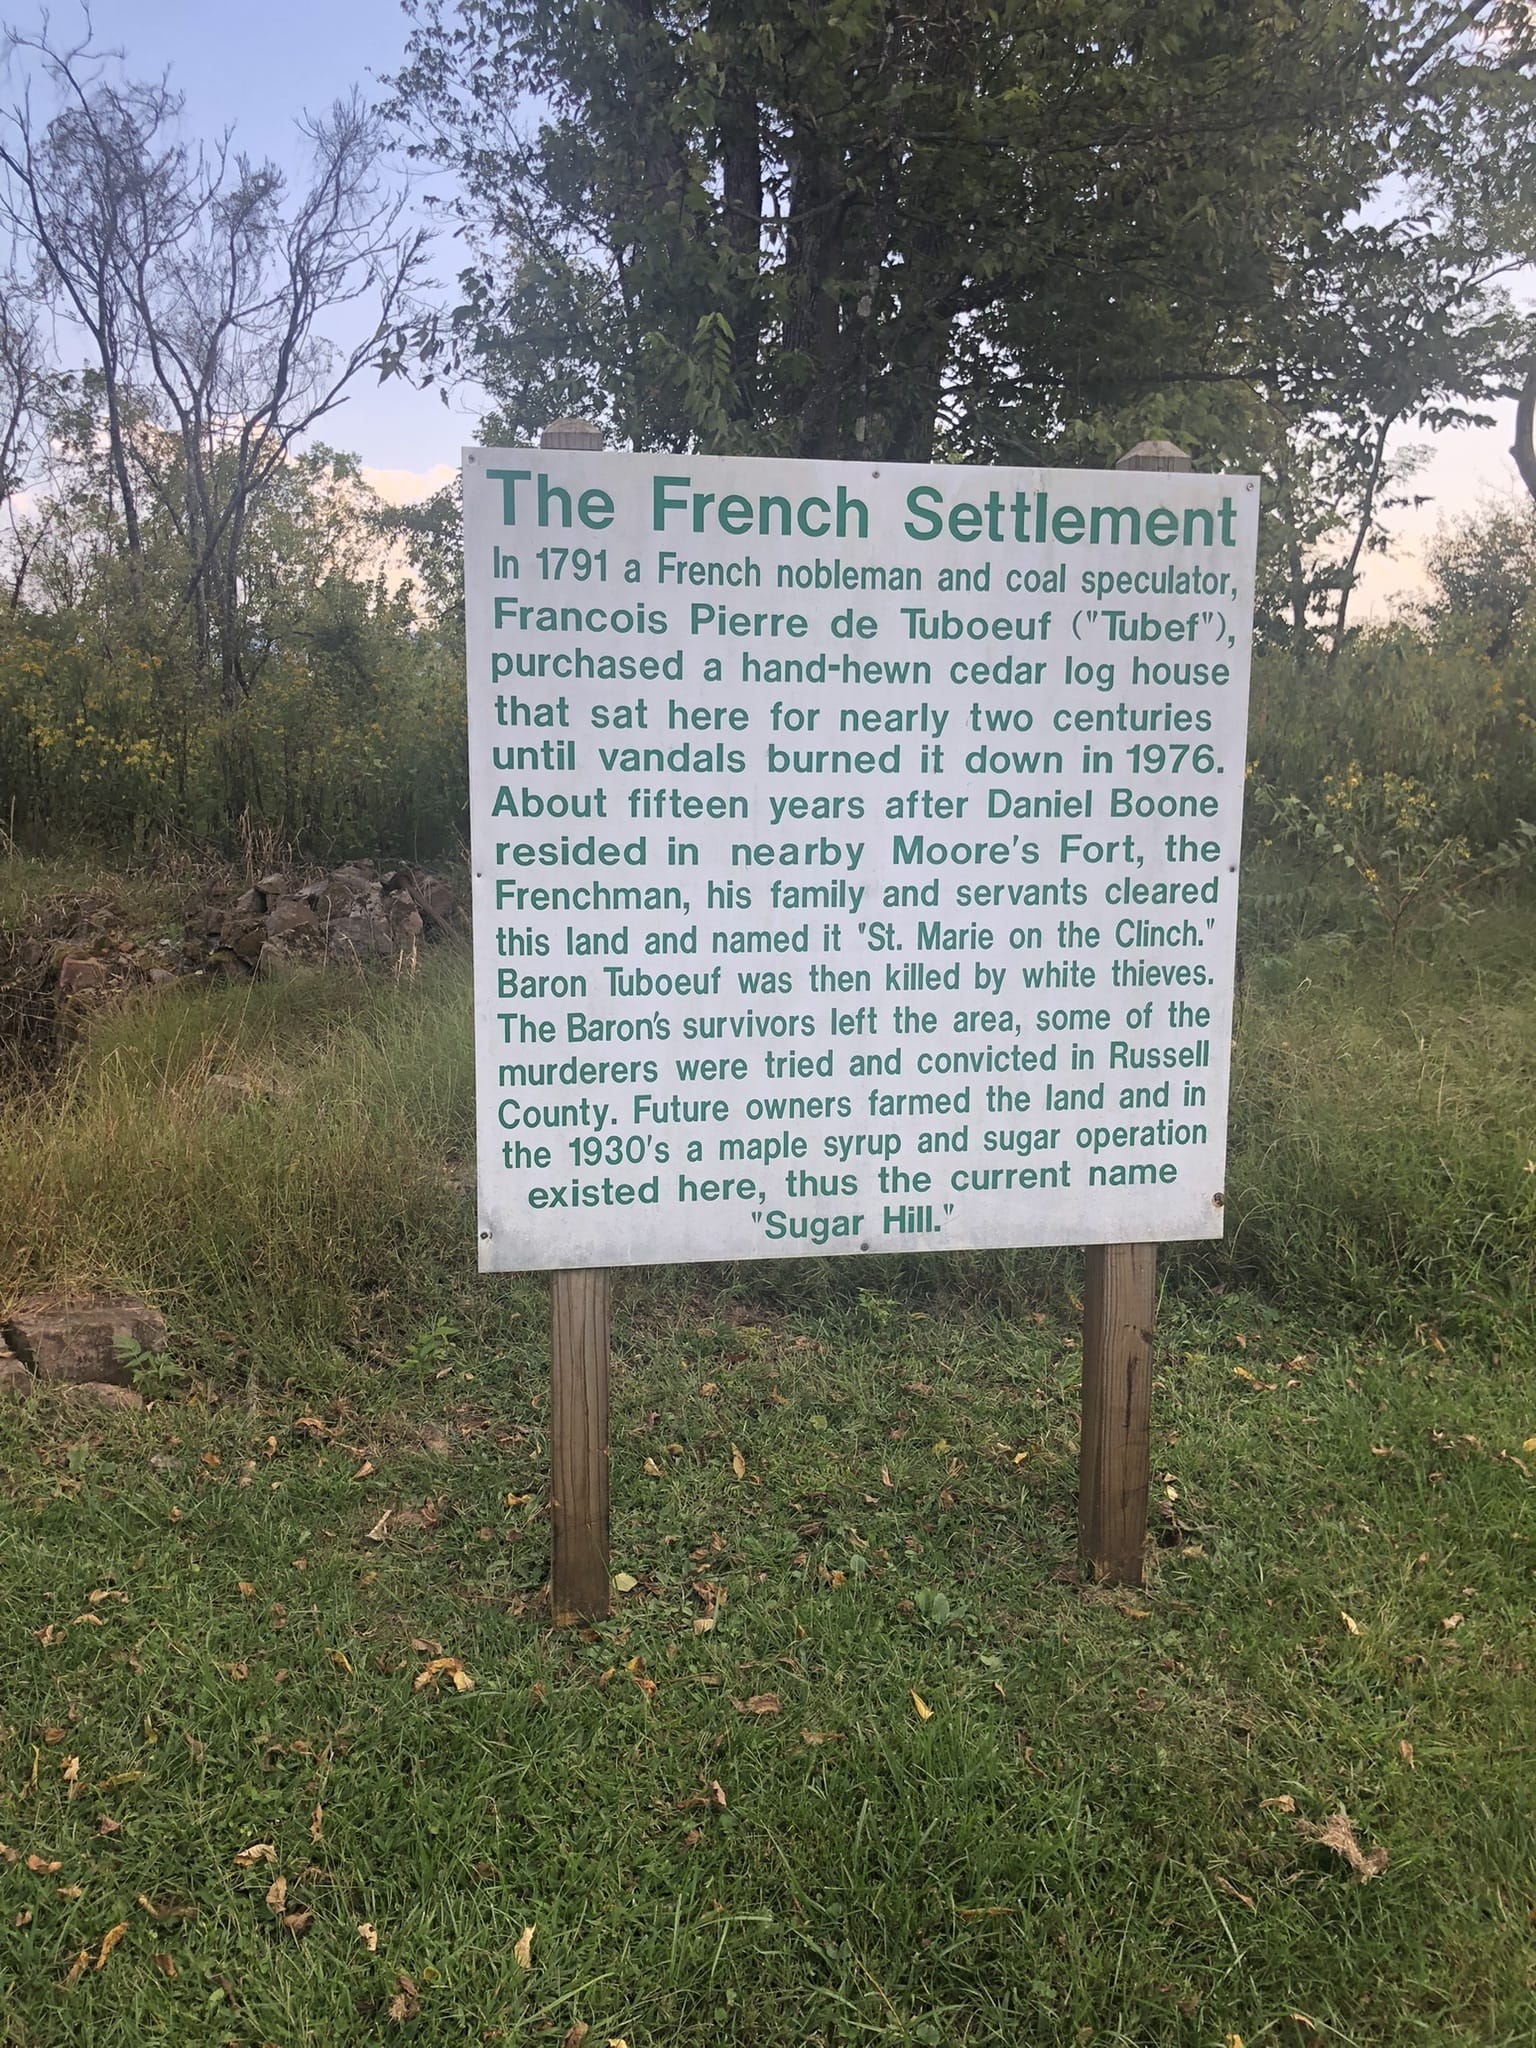 The French Settlement
In 1791 a French nobleman and coal speculator,
Francois Pierre de Tuboeuf ("Tubef"),
purchased a hand-hewn cedar log house
that sat here for nearly two centuries
until vandals burned it down in 1976.
About fifteen years after Daniel Boone
resided in nearby Moore's Fort, the
Frenchman, his family and servants cleared
this land and named it "St. Marie on the Clinch."
Baron Tuboeuf was then killed by white thieves.
The Baron's survivors left the area, some of the
murderers were tried and convicted in Russell
County. Future owners farmed the land and in
the 1930's a maple syrup and sugar operation
existed here, thus the current name
"Sugar Hill."